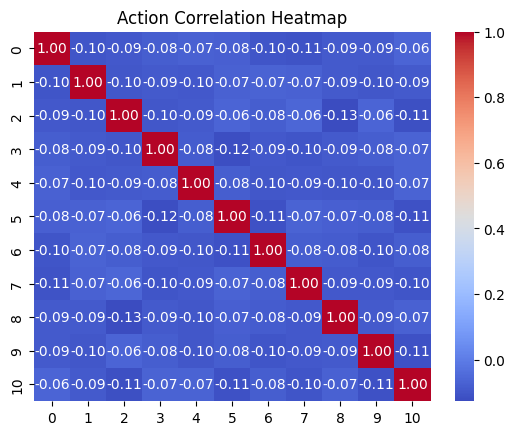 Action Correlation Heatmap
0 1.00 -0.10 -0.09 -0.08 -0.07 -0.08 -0.10 -0.11 -0.09 -0.09 -0.06
1 -0.10 1.00 -0.10 -0.09 -0.10 -0.07 -0.07 -0.07 -0.09 -0.10 -0.09
2 -0.09 -0.10 1.00 -0.10 -0.09 -0.06 -0.08 -0.06 -0.13 -0.06 -0.11
3 -0.08 -0.09 -0.10 1.00 -0.08 -0.12 -0.09 -0.10 -0.09 -0.08 -0.07
4 -0.07 -0.10 -0.09 -0.08 1.00 -0.08 -0.10 -0.09 -0.10 -0.10 -0.07
5 -0.08 -0.07 -0.06 -0.12 -0.08 1.00 -0.11 -0.07 -0.07 -0.08 -0.11
6 -0.10 -0.07 -0.08 -0.09 -0.10 -0.11 1.00 -0.08 -0.08 -0.10 -0.08
7 -0.11 -0.07 -0.06 -0.10 -0.09 -0.07 -0.08 1.00 -0.09 -0.09 -0.10
8 -0.09 -0.09 -0.13 -0.09 -0.10 -0.07 -0.08 -0.09 1.00 -0.09 -0.07
9 -0.09 -0.10 -0.06 -0.08 -0.10 -0.08 -0.10 -0.09 -0.09 1.00 -0.11
10 -0.06 -0.09 -0.11 -0.07 -0.07 -0.11 -0.08 -0.10 -0.07 -0.11 1.00
0 1 2 3 4 5 6 7 8 9 10
1.0
0.8
0.6
0.4
0.2
0.0